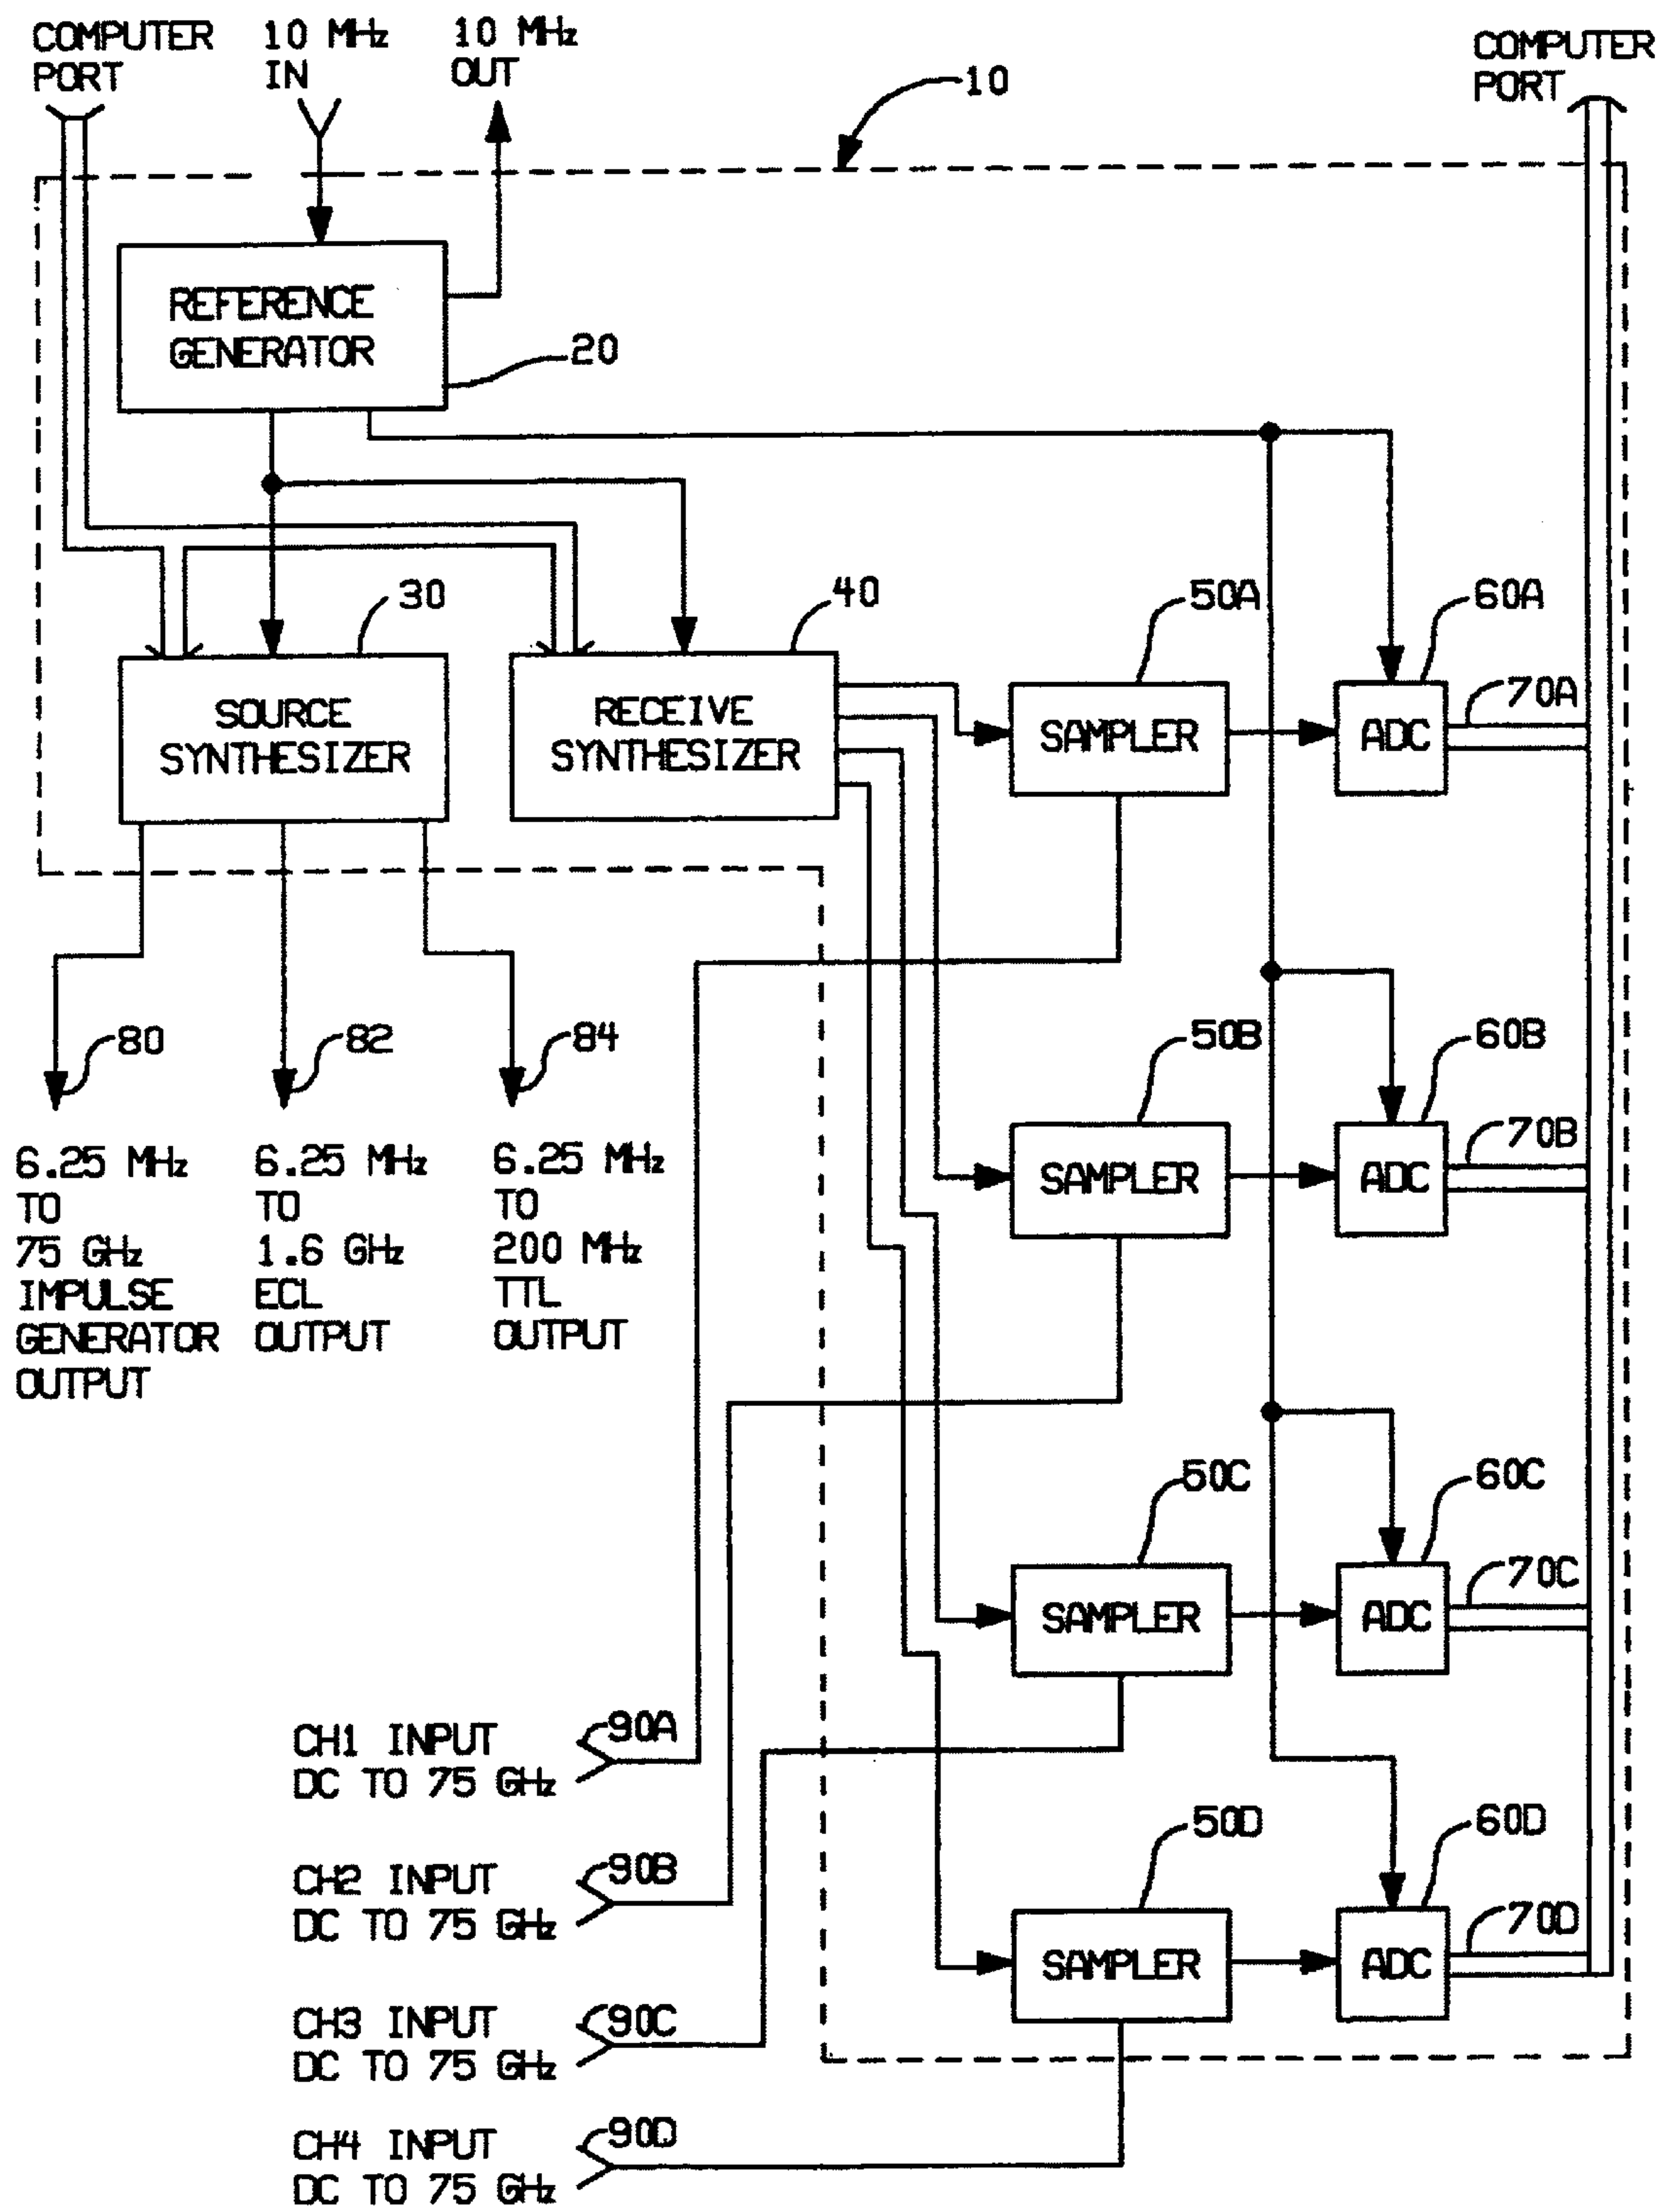 COMPUTER
PORT
10 MHz
IN
10 MHz
OUT
10
COMPUTER
PORT
REFERENCE
GENERATOR
20
30
40
50A
60A
SOURCE
SYNTHESIZER
RECEIVE
SYNTHESIZER
SAMPLER
ADC
70A
80
82
84
6.25 MHz
TO
75 GHz
IMPULSE
GENERATOR
OUTPUT
6.25 MHz
TO
1.6 GHz
ECL
OUTPUT
6.25 MHz
TO
200 MHz
TTL
OUTPUT
50B
60B
SAMPLER
ADC
70B
50C
60C
SAMPLER
ADC
70C
CH1 INPUT
DC TO 75 GHz
90A
50D
60D
CH2 INPUT
DC TO 75 GHz
90B
SAMPLER
ADC
70D
CH3 INPUT
DC TO 75 GHz
90C
CH4 INPUT
DC TO 75 GHz
90D